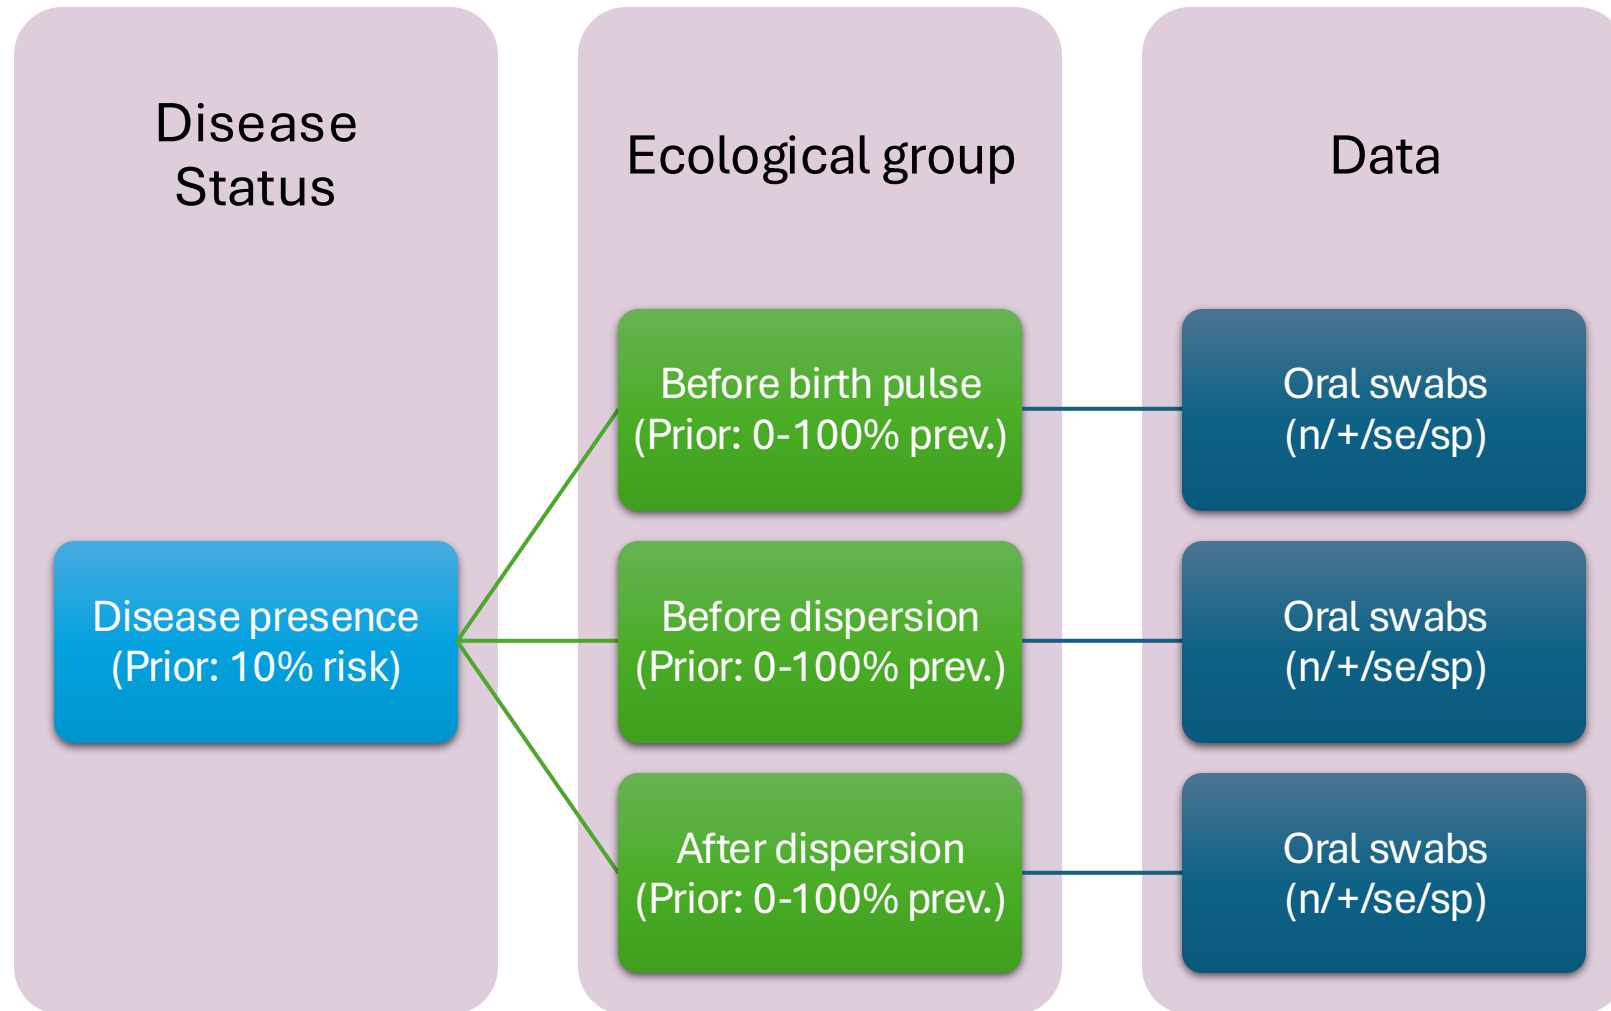 Disease
Status
Ecological group
Data
Disease presence
(Prior: 10% risk)
Before birth pulse
(Prior: 0-100% prev.)
Before dispersion
(Prior: 0-100% prev.)
After dispersion
(Prior: 0-100% prev.)
Oral swabs
(n/+/se/sp)
Oral swabs
(n/+/se/sp)
Oral swabs
(n/+/se/sp)